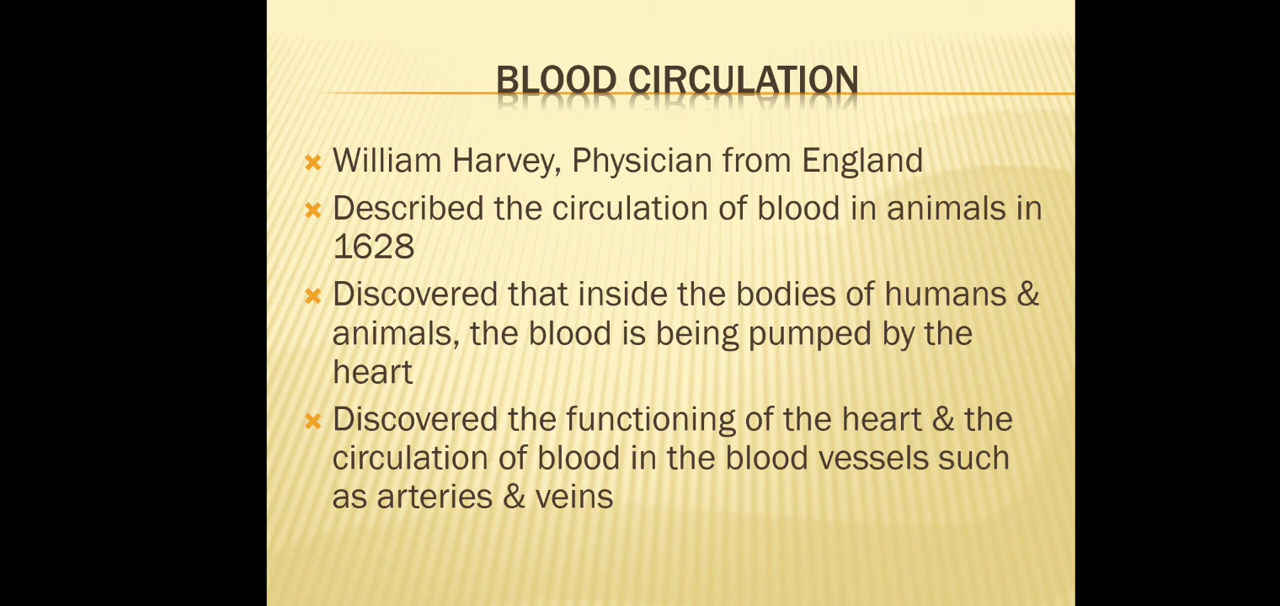 BLOOD CIRCULATION
William Harvey, Physician from England
Described the circulation of blood in animals in
1628
Discovered that inside the bodies of humans &
animals, the blood is being pumped by the
heart
Discovered the functioning of the heart & the
circulation of blood in the blood vessels such
as arteries & veins